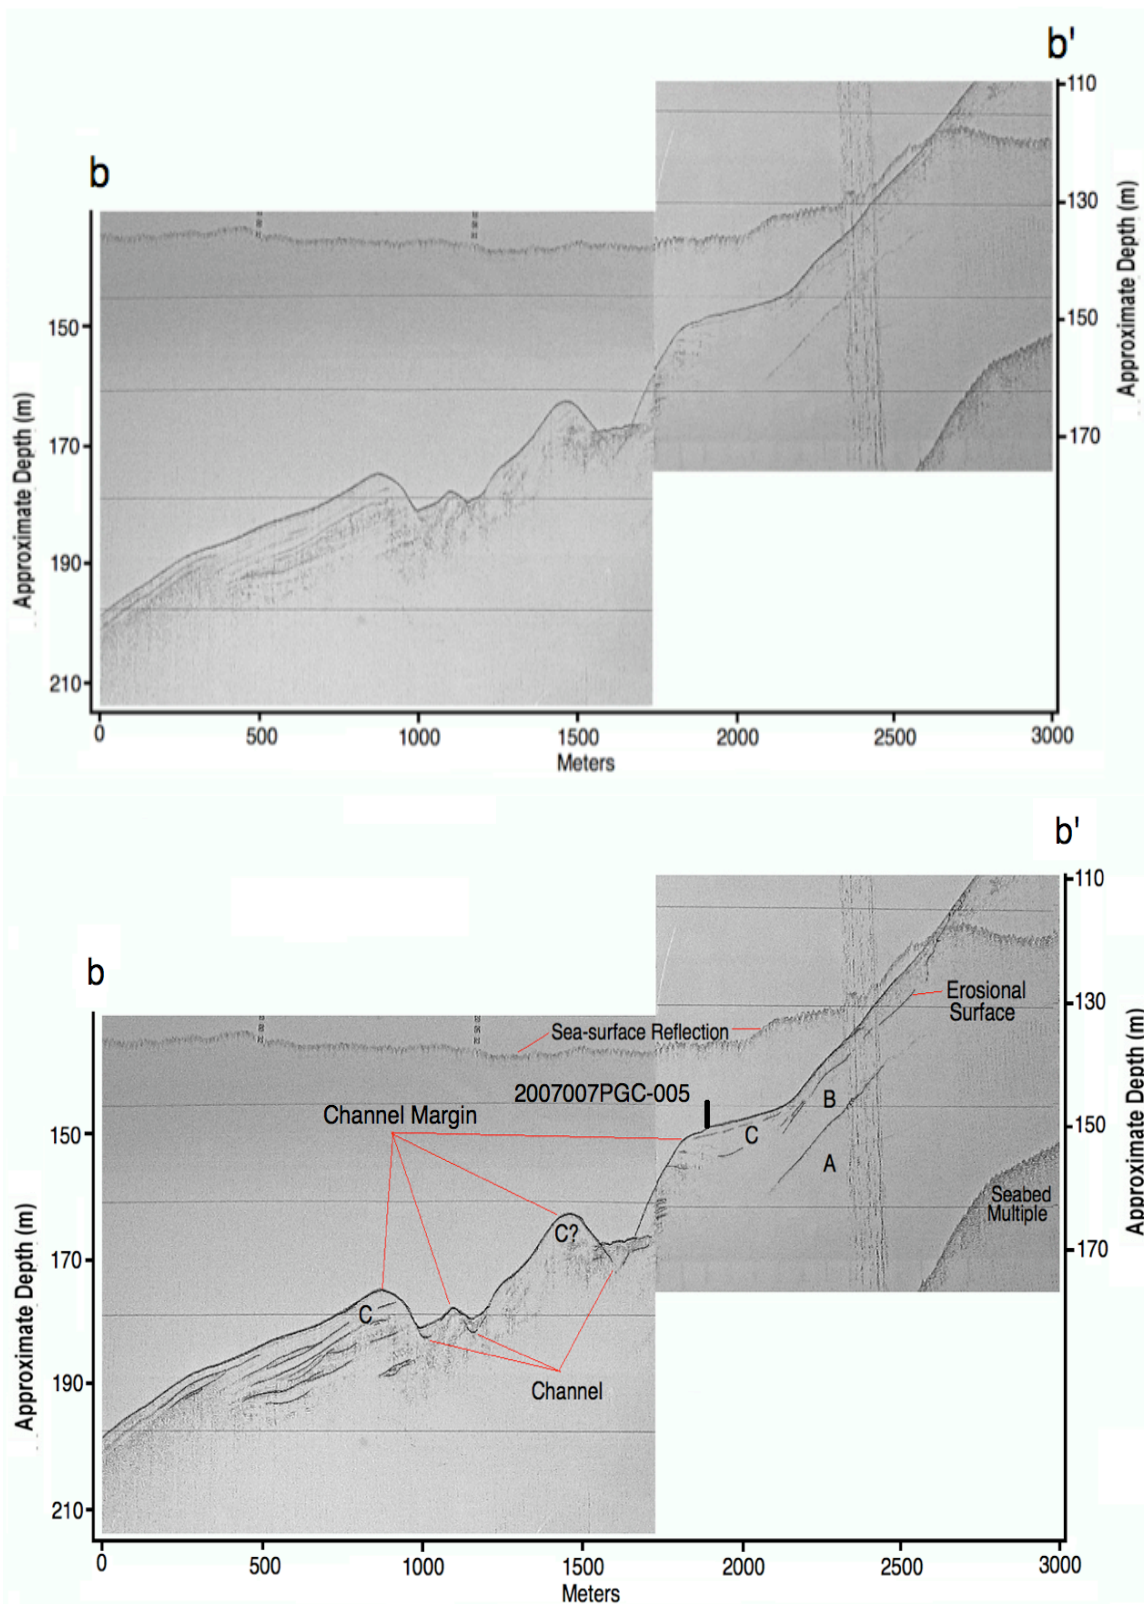 b'
110
b
130
Approximate Depth (m)
150
150
170
170
Approximate Depth (m)
190
210
0
500
1000
1500
2000
2500
3000
Meters
b'
110
b
Erosional
Surface
130
Sea-surface Reflection
2007007PGC-005
B
Channel Margin
150
C
150
Approximate Depth (m)
A
Seabed
Multiple
C?
170
170
C
Approximate Depth (m)
190
Channel
210
0
500
1000
1500
2000
2500
3000
Meters